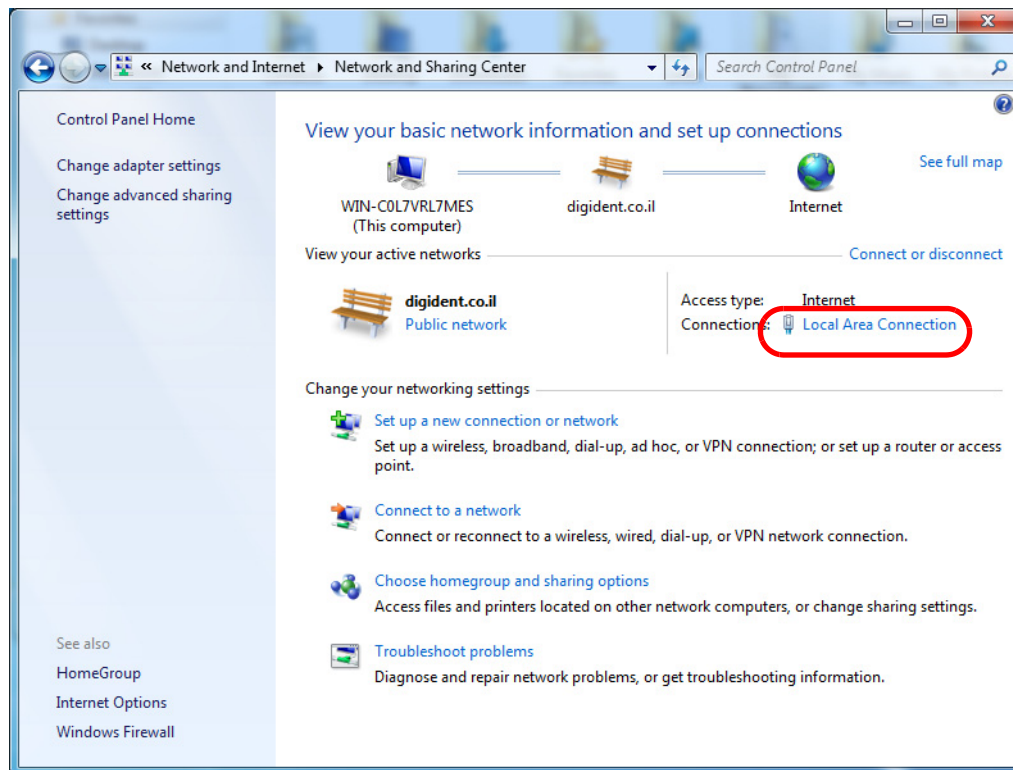 « Network and Internet ▸ Network and Sharing Center
Search Control Panel
Control Panel Home
Change adapter settings
Change advanced sharing
settings
See also
HomeGroup
Internet Options
Windows Firewall
View your basic network information and set up connections
See full map
WIN-C0L7VRL7MES
(This computer)
digident.co.il
Internet
View your active networks
Connect or disconnect
digident.co.il
Public network
Access type: Internet
Connections: Local Area Connection
Change your networking settings
Set up a new connection or network
Set up a wireless, broadband, dial-up, ad hoc, or VPN connection; or set up a router or access
point.
Connect to a network
Connect or reconnect to a wireless, wired, dial-up, or VPN network connection.
Choose homegroup and sharing options
Access files and printers located on other network computers, or change sharing settings.
Troubleshoot problems
Diagnose and repair network problems, or get troubleshooting information.